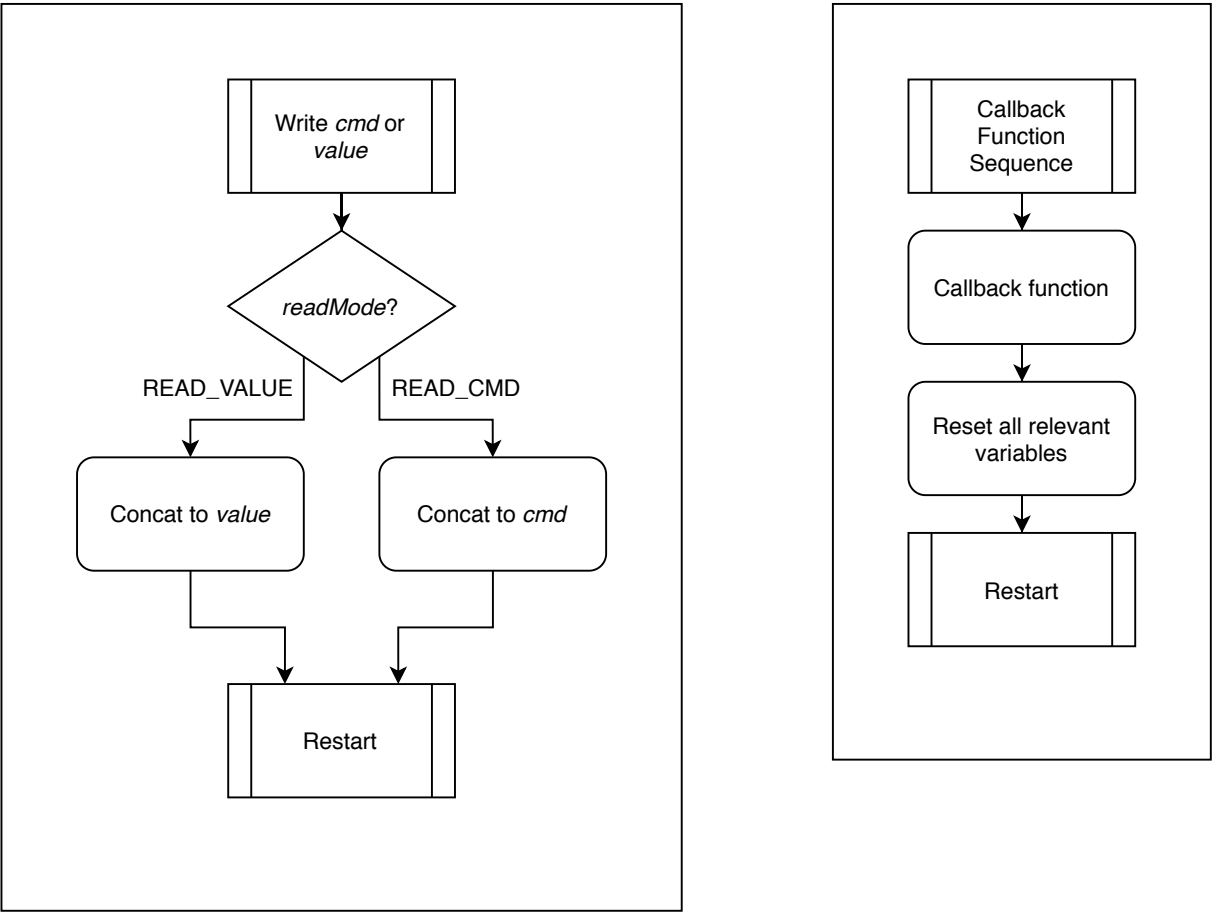 Write cmd or
value
readMode?
READ_VALUE
READ_CMD
Concat to value
Concat to cmd
Restart
Callback
Function
Sequence
Callback function
Reset all relevant
variables
Restart